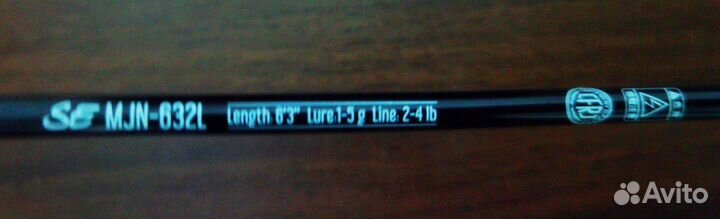 SE MJN-632L Length: 6'3" Lure:1-5 g Line: 2-4 lb
Avito